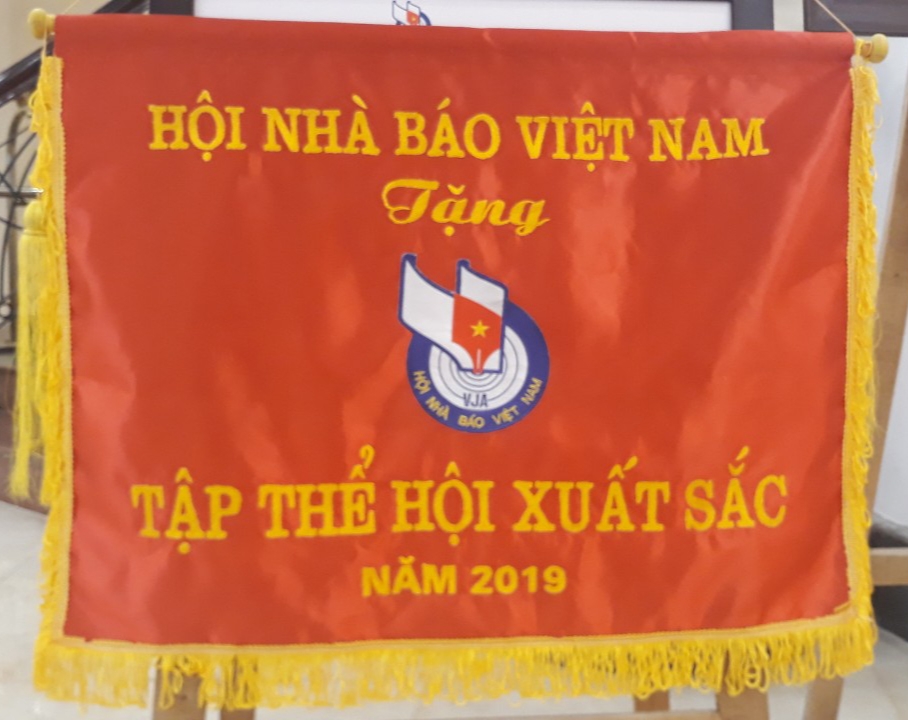 HỘI NHÀ BÁO VIỆT NAM
Tặng
VJA
HỘI NHÀ BÁO VIỆT NAM
TẬP THỂ HỘI XUẤT SẮC
NĂM 2019